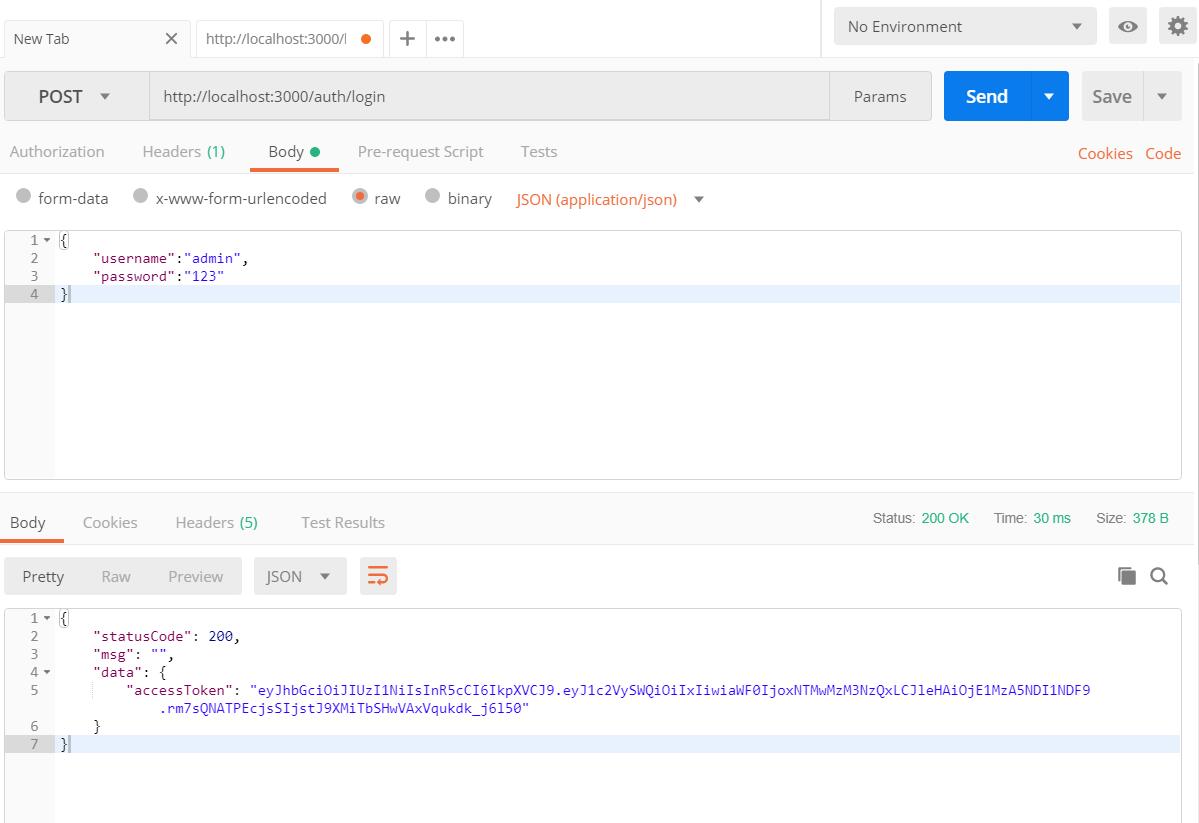 New Tab
http://localhost:3000/l
No Environment
POST http://localhost:3000/auth/login Params Send Save
Authorization Headers (1) Body Pre-request Script Tests Cookies Code
form-data x-www-form-urlencoded raw binary JSON (application/json)
1 {
2 "username":"admin",
3 "password":"123"
4 }
Body Cookies Headers (5) Test Results Status: 200 OK Time: 30 ms Size: 378 B
Pretty Raw Preview JSON
1 {
2 "statusCode": 200,
3 "msg": "",
4 "data": {
5 "accessToken": "eyJhbGciOiJIUzI1NiIsInR5cCI6IkpXVCJ9.eyJ1c2VySWQiOiIxIiwiaWF0IjoxNTMwMzM3NzQxLCJleHAiOjE1MzA5NDI1NDF9
.rm7sQNATPEcjsSIjstJ9XMiTbSHwVAxVqukdk_j6l50"
6 }
7 }